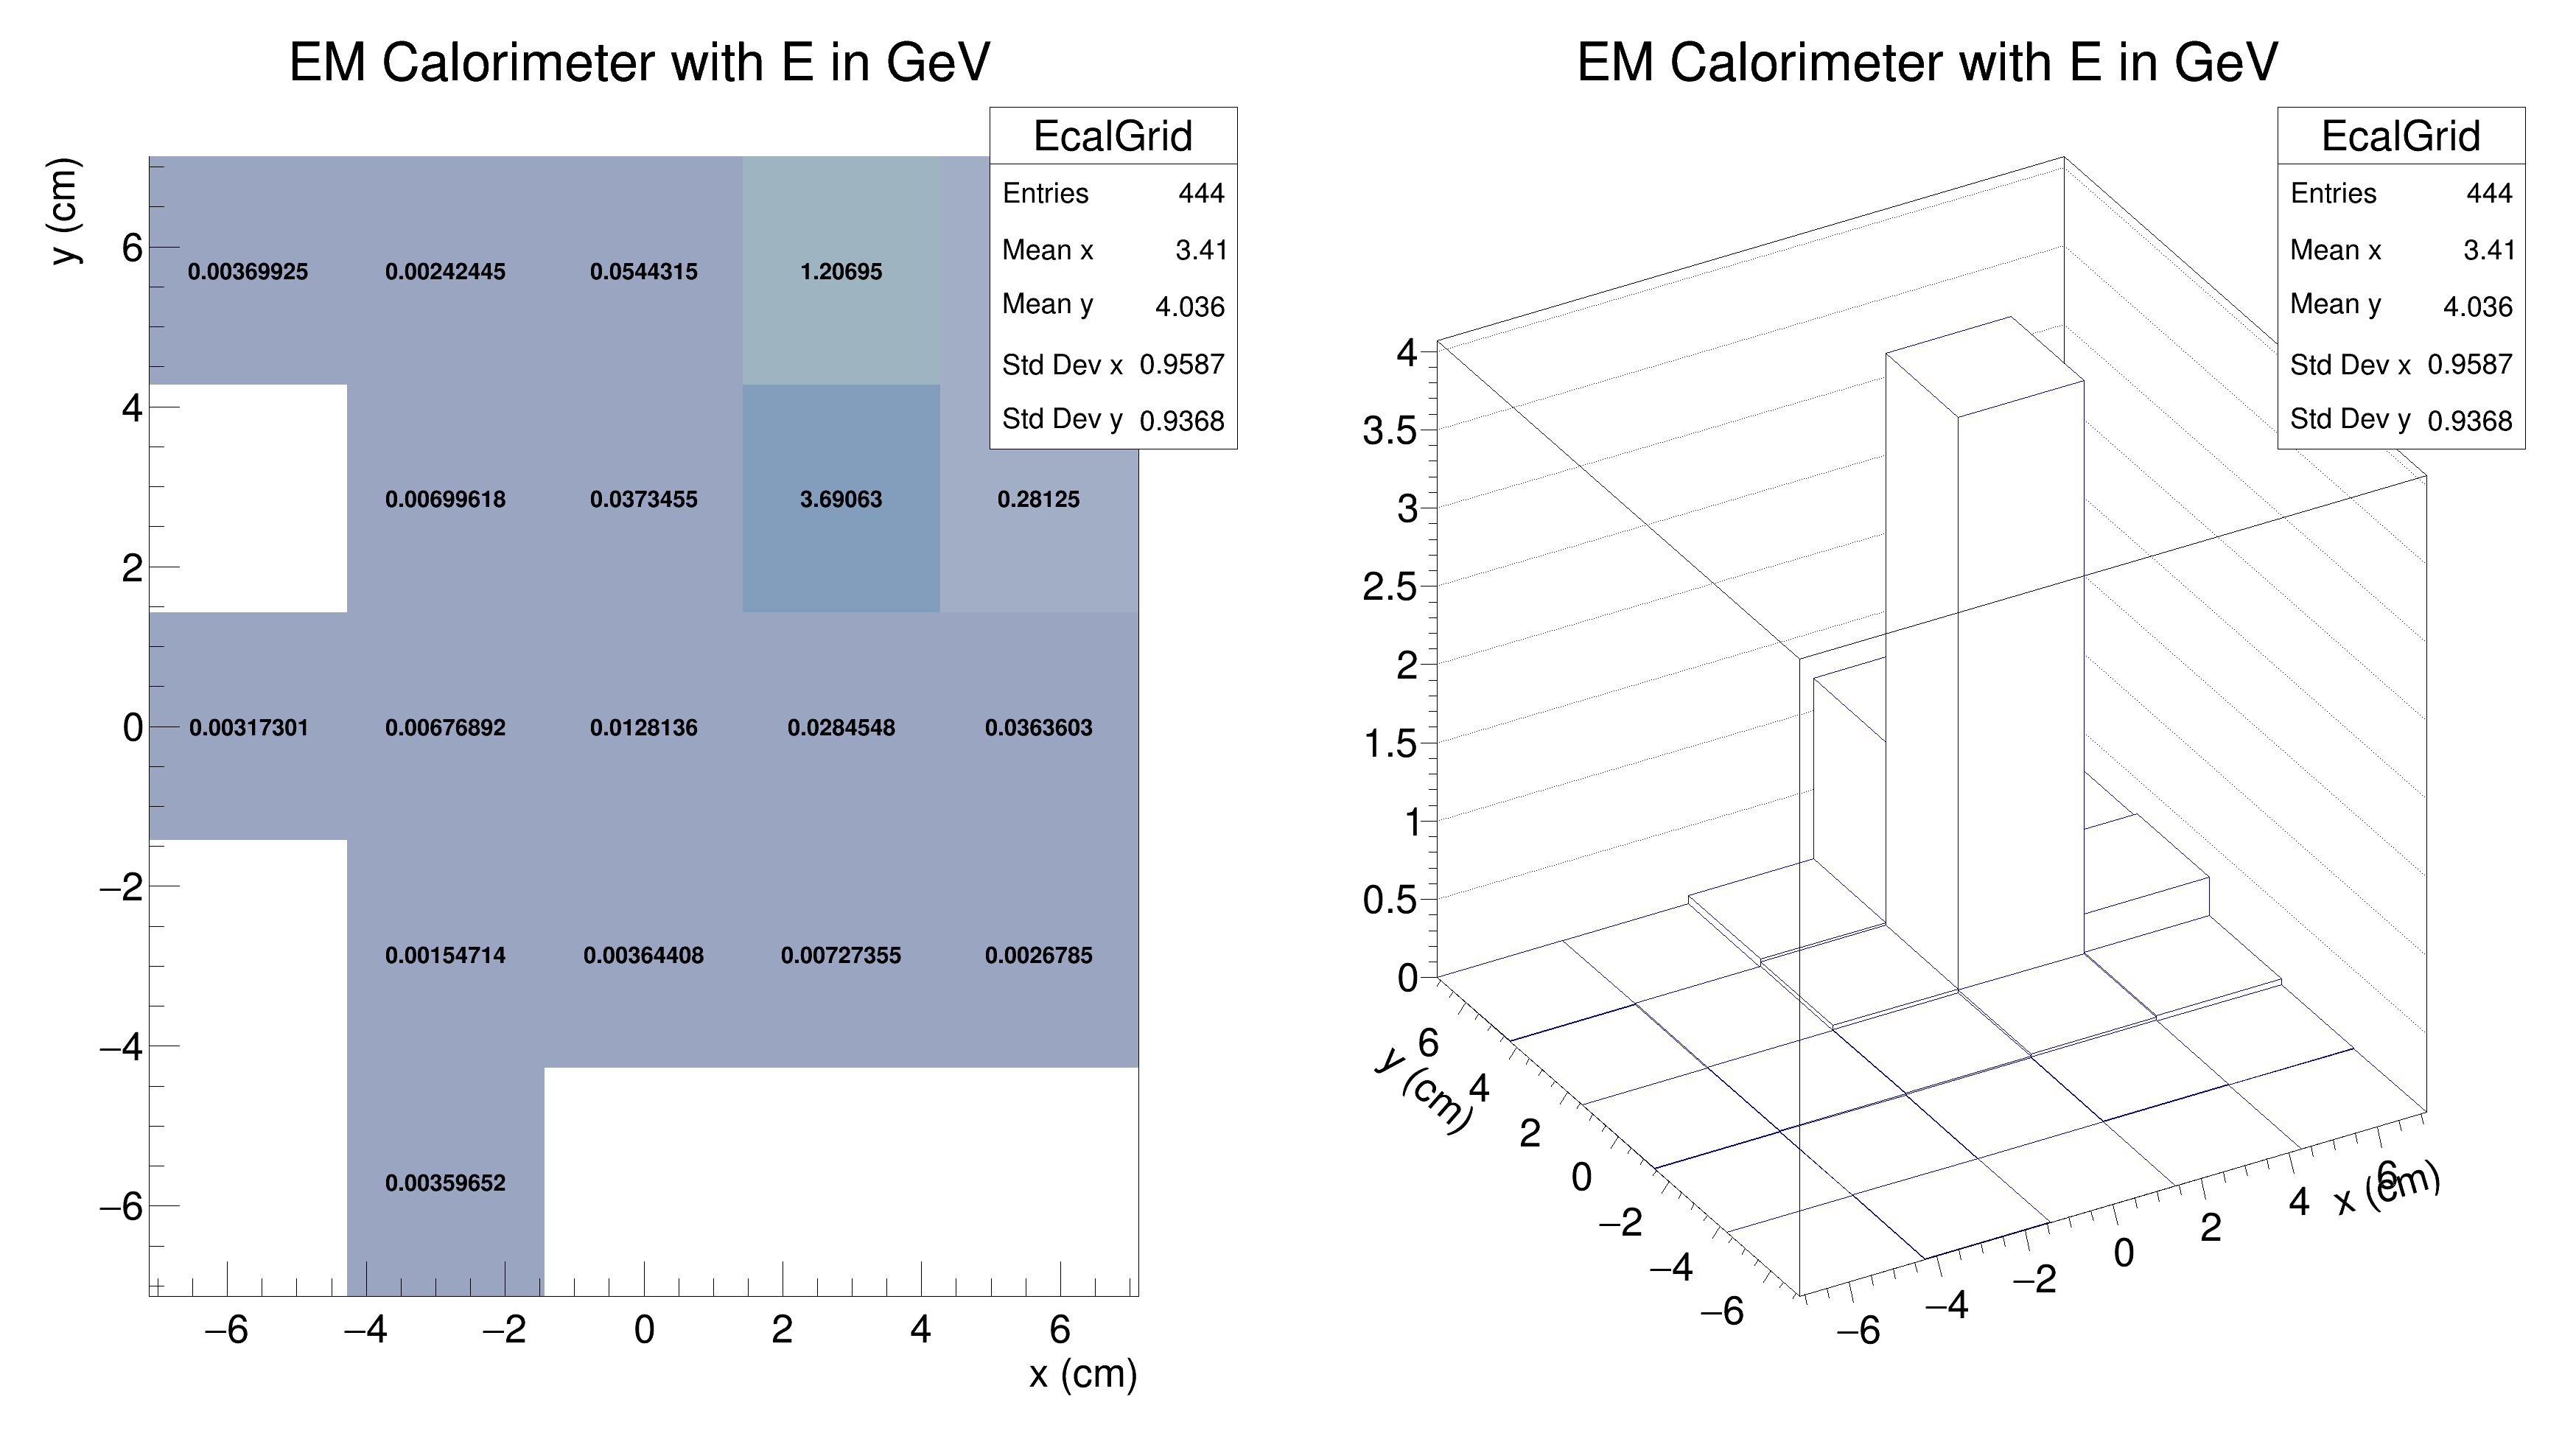 EM Calorimeter with E in GeV
EcalGrid
Entries 444
Mean x 3.41
Mean y 4.036
Std Dev x 0.9587
Std Dev y 0.9368
y (cm)
6
4
2
0
−2
−4
−6
0.00369925 0.00242445 0.0544315 1.20695
0.00699618 0.0373455 3.69063 0.28125
0.00317301 0.00676892 0.0128136 0.0284548 0.0363603
0.00154714 0.00364408 0.00727355 0.0026785
0.00359652
−6 −4 −2 0 2 4 6
x (cm)
EM Calorimeter with E in GeV
EcalGrid
Entries 444
Mean x 3.41
Mean y 4.036
Std Dev x 0.9587
Std Dev y 0.9368
4
3.5
3
2.5
2
1.5
1
0.5
0
y (cm)
6
4
2
0
−2
−4
−6
−6 −4 −2 0 2 4 6
x (cm)